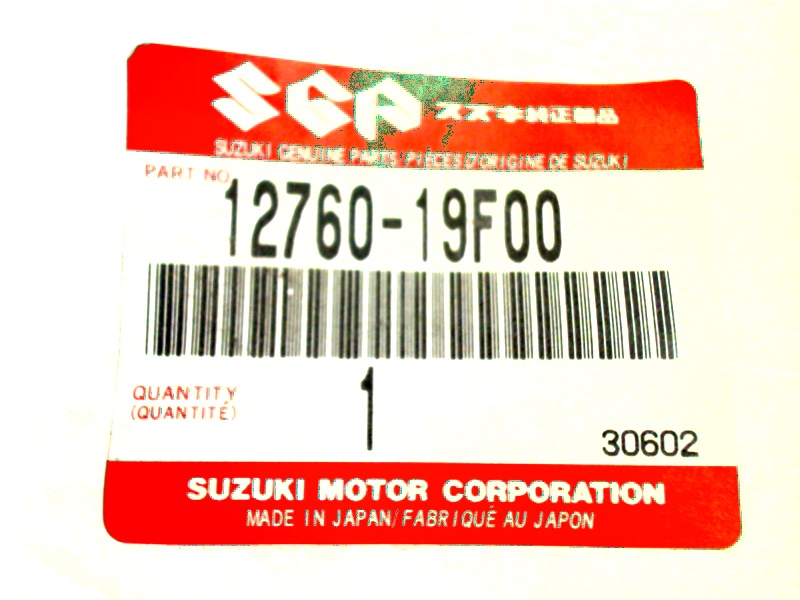 SGP スズキ純正部品
SUZUKI GENUINE PARTS/PIÈCES D'ORIGINE DE SUZUKI
PART NO.
12760-19F00
QUANTITY 1
(QUANTITÉ)
30602
SUZUKI MOTOR CORPORATION
MADE IN JAPAN/FABRIQUÉ AU JAPON